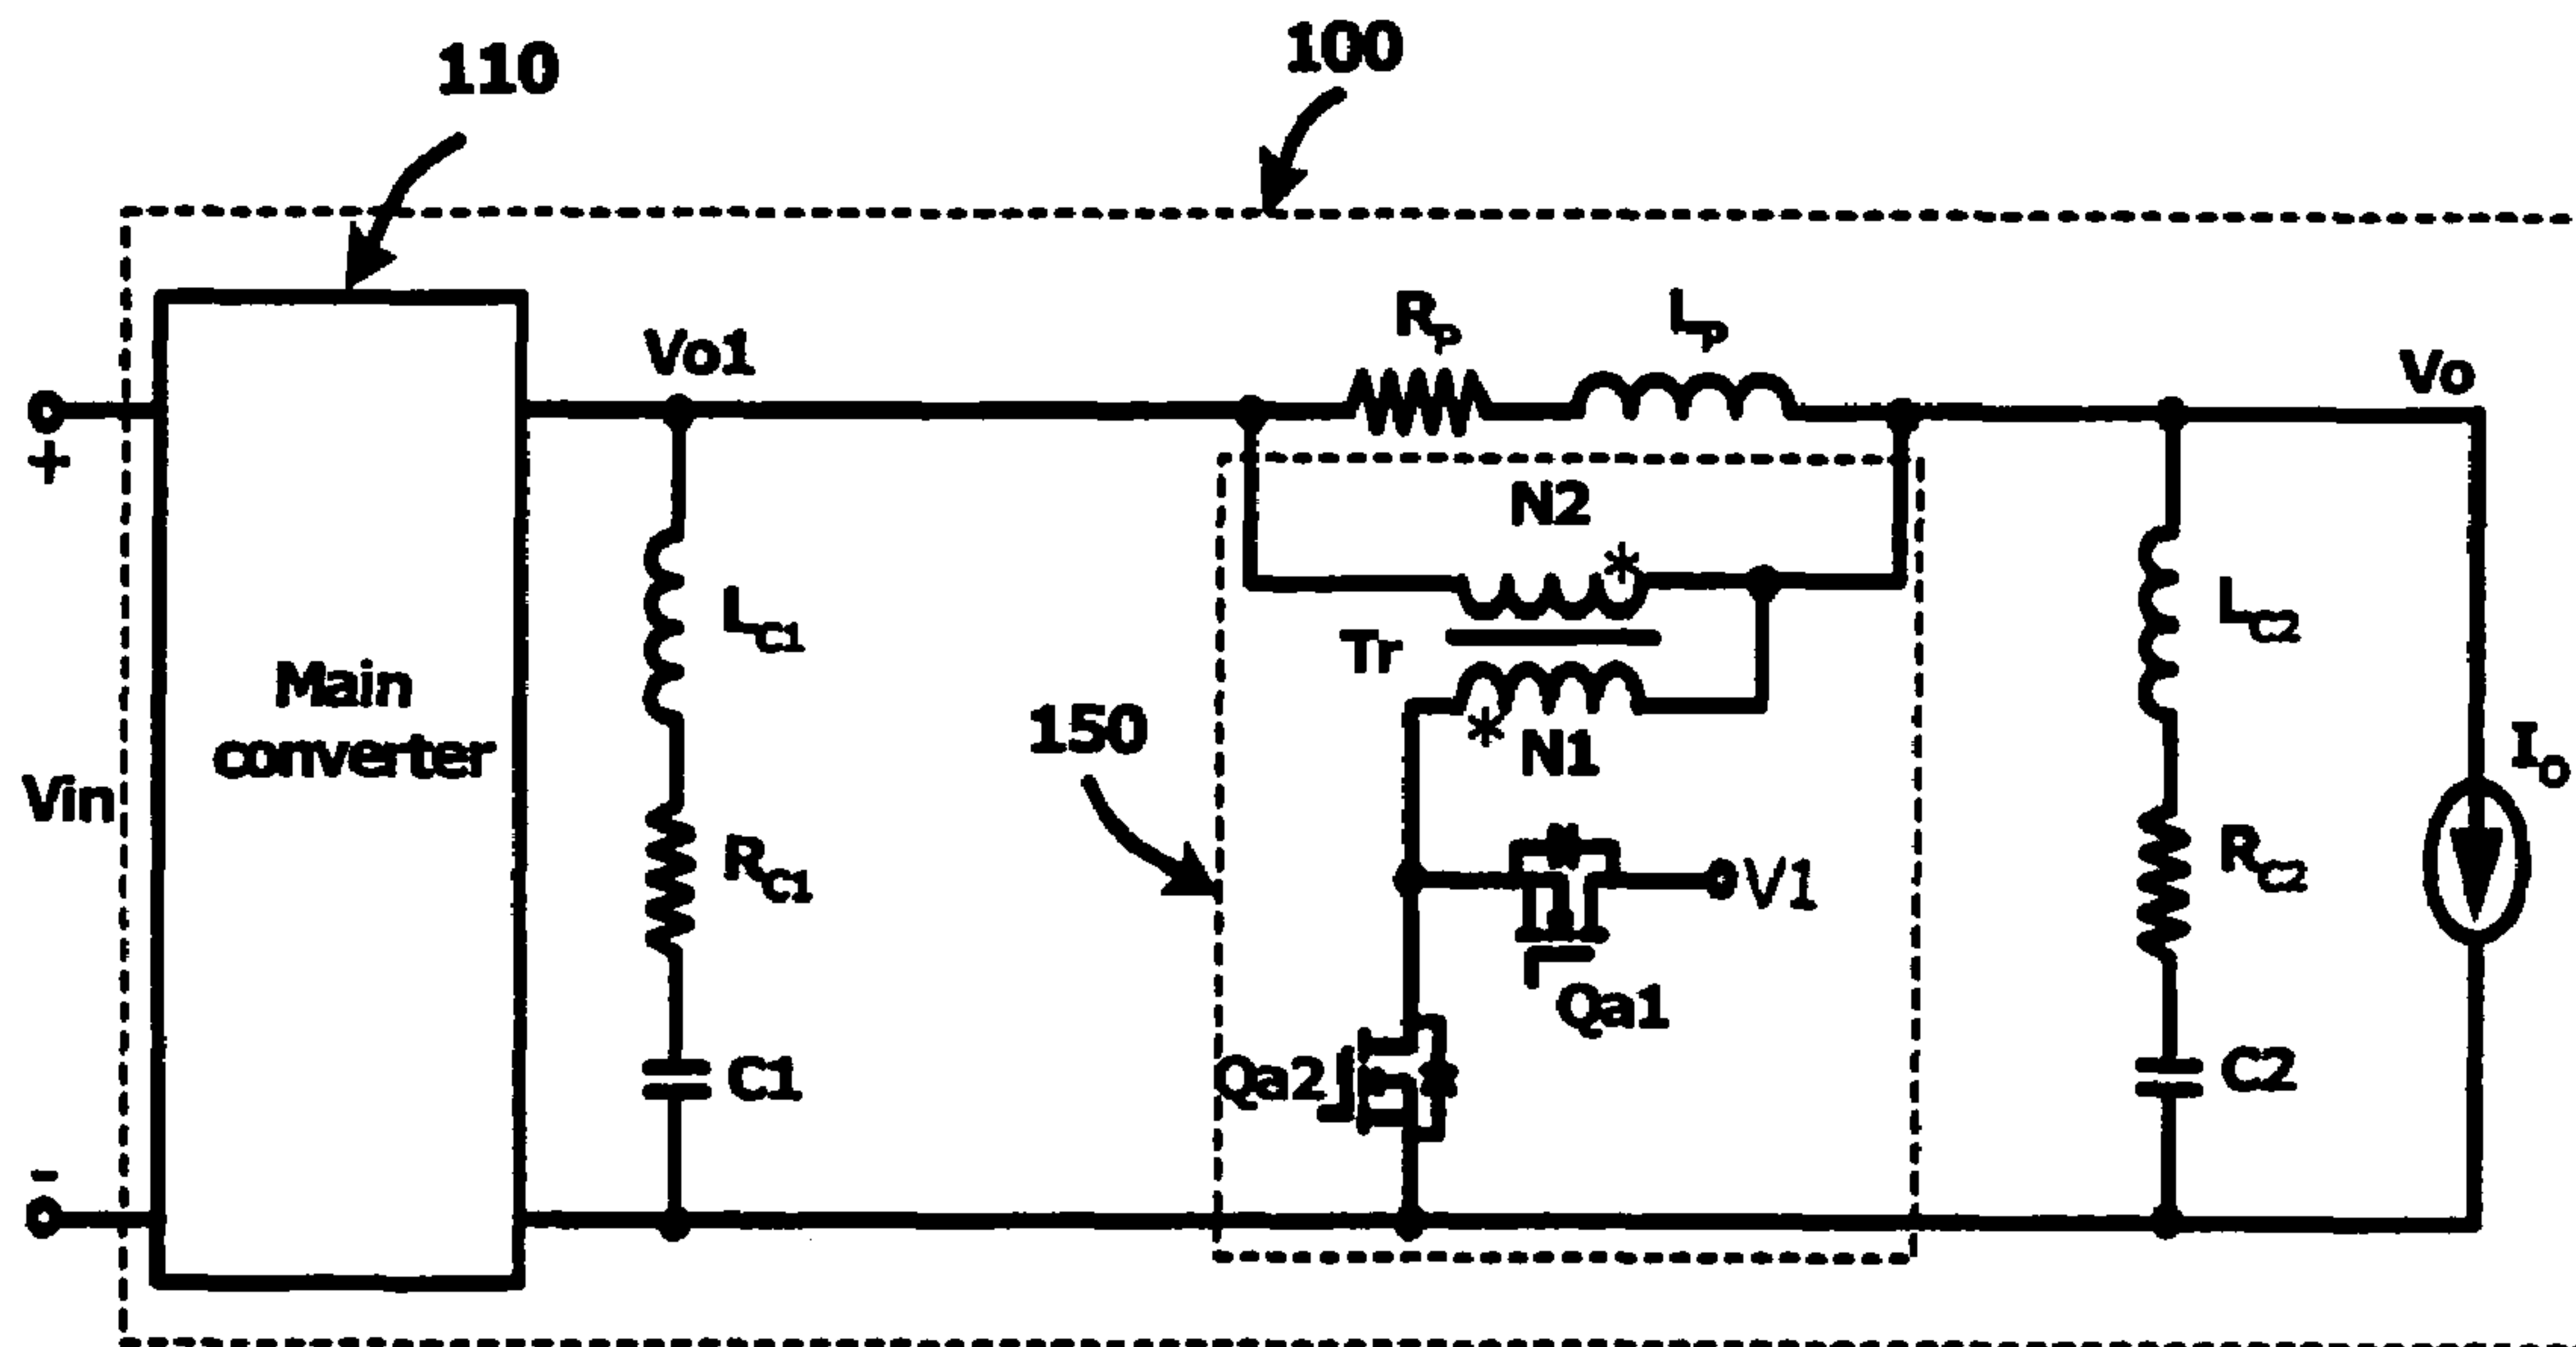 110
100
Vo1
Rp
Lp
Vo
+
N2
*
LC1
Tr
LC2
Main
converter
150
*
N1
Io
Vin
RC1
V1
RC2
Qa1
Qa2
C1
C2
-